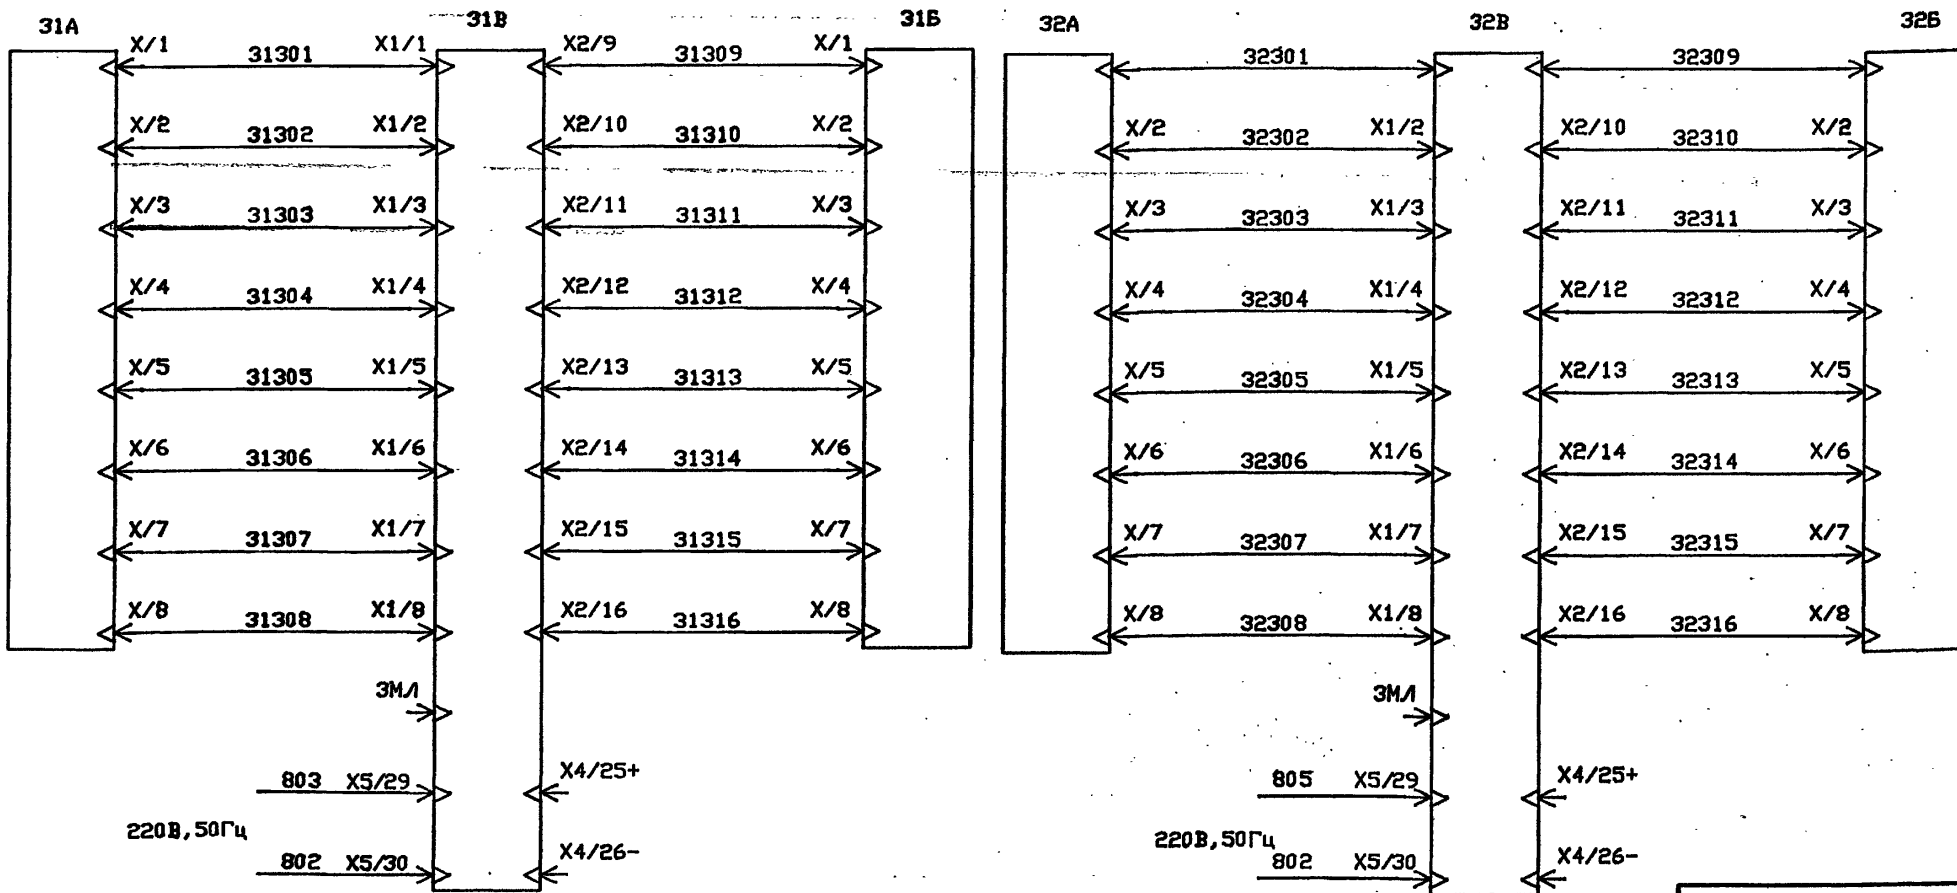 31А 31В 31Б 32А 32В 32Б
X/1 31301 X1/1 X2/9 31309 X/1 32301 32309
X/2 31302 X1/2 X2/10 31310 X/2 X/2 32302 X1/2 X2/10 32310 X/2
X/3 31303 X1/3 X2/11 31311 X/3 X/3 32303 X1/3 X2/11 32311 X/3
X/4 31304 X1/4 X2/12 31312 X/4 X/4 32304 X1/4 X2/12 32312 X/4
X/5 31305 X1/5 X2/13 31313 X/5 X/5 32305 X1/5 X2/13 32313 X/5
X/6 31306 X1/6 X2/14 31314 X/6 X/6 32306 X1/6 X2/14 32314 X/6
X/7 31307 X1/7 X2/15 31315 X/7 X/7 32307 X1/7 X2/15 32315 X/7
X/8 31308 X1/8 X2/16 31316 X/8 X/8 32308 X1/8 X2/16 32316 X/8
ЗМЛ ЗМЛ
803 X5/29 X4/25+ 805 X5/29 X4/25+
220В,50Гц 220В,50Гц
802 X5/30 X4/26- 802 X5/30 X4/26-